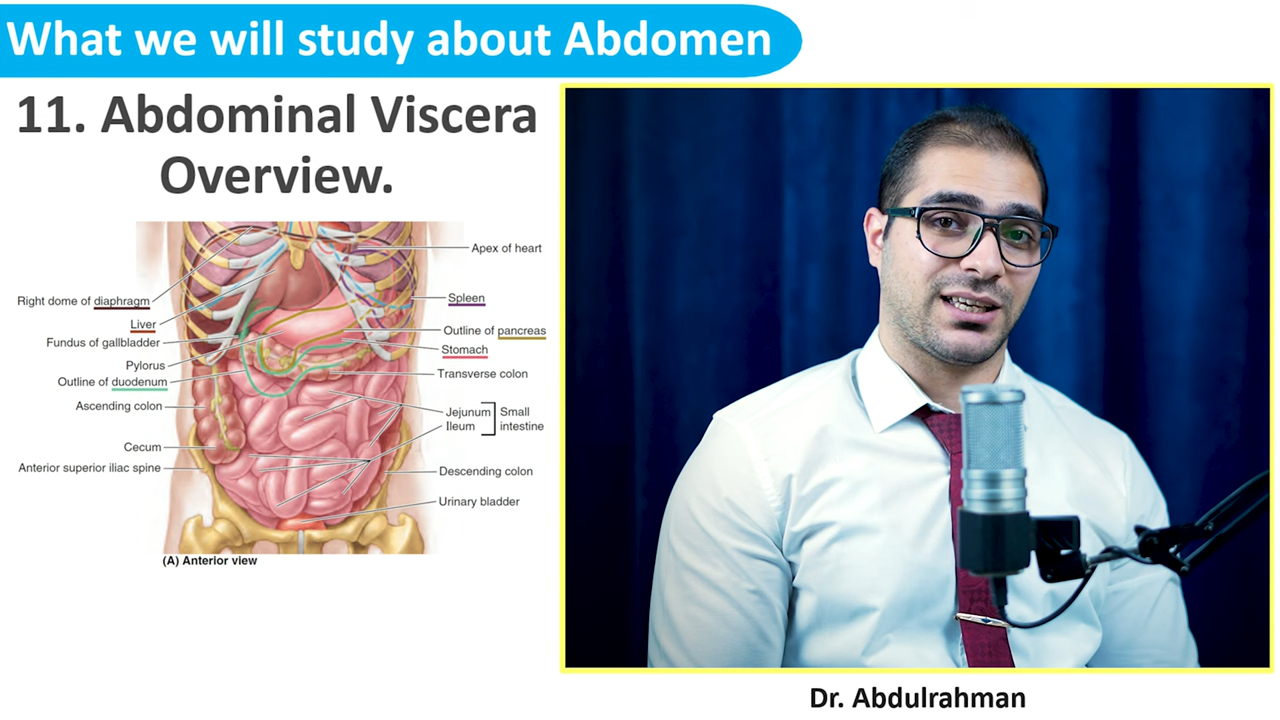 What we will study about Abdomen
11. Abdominal Viscera
Overview.
Apex of heart
Right dome of diaphragm
Spleen
Liver
Outline of pancreas
Fundus of gallbladder
Stomach
Pylorus
Transverse colon
Outline of duodenum
Ascending colon
Jejunum
Small
Ileum
intestine
Cecum
Anterior superior iliac spine
Descending colon
Urinary bladder
(A) Anterior view
Dr. Abdulrahman